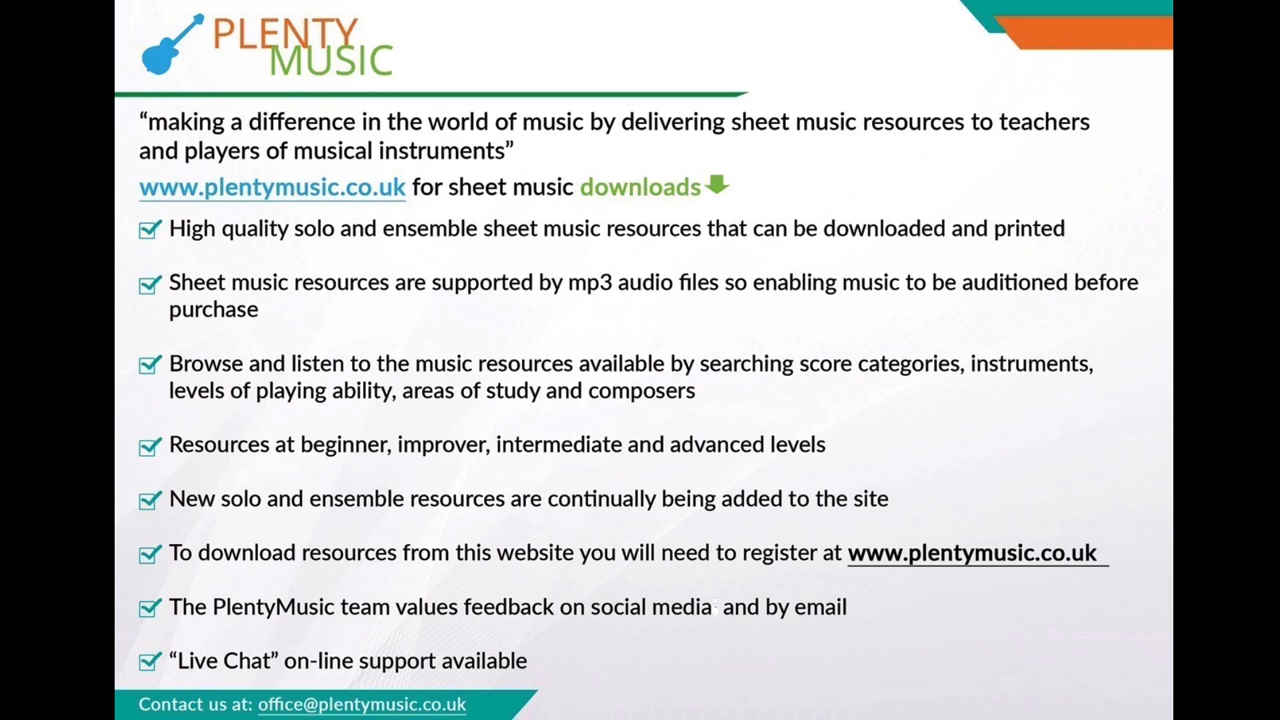 PLENTY
MUSIC
“making a difference in the world of music by delivering sheet music resources to teachers
and players of musical instruments”
www.plentymusic.co.uk for sheet music downloads
High quality solo and ensemble sheet music resources that can be downloaded and printed
Sheet music resources are supported by mp3 audio files so enabling music to be auditioned before
purchase
Browse and listen to the music resources available by searching score categories, instruments,
levels of playing ability, areas of study and composers
Resources at beginner, improver, intermediate and advanced levels
New solo and ensemble resources are continually being added to the site
To download resources from this website you will need to register at www.plentymusic.co.uk
The PlentyMusic team values feedback on social media and by email
“Live Chat” on-line support available
Contact us at: office@plentymusic.co.uk